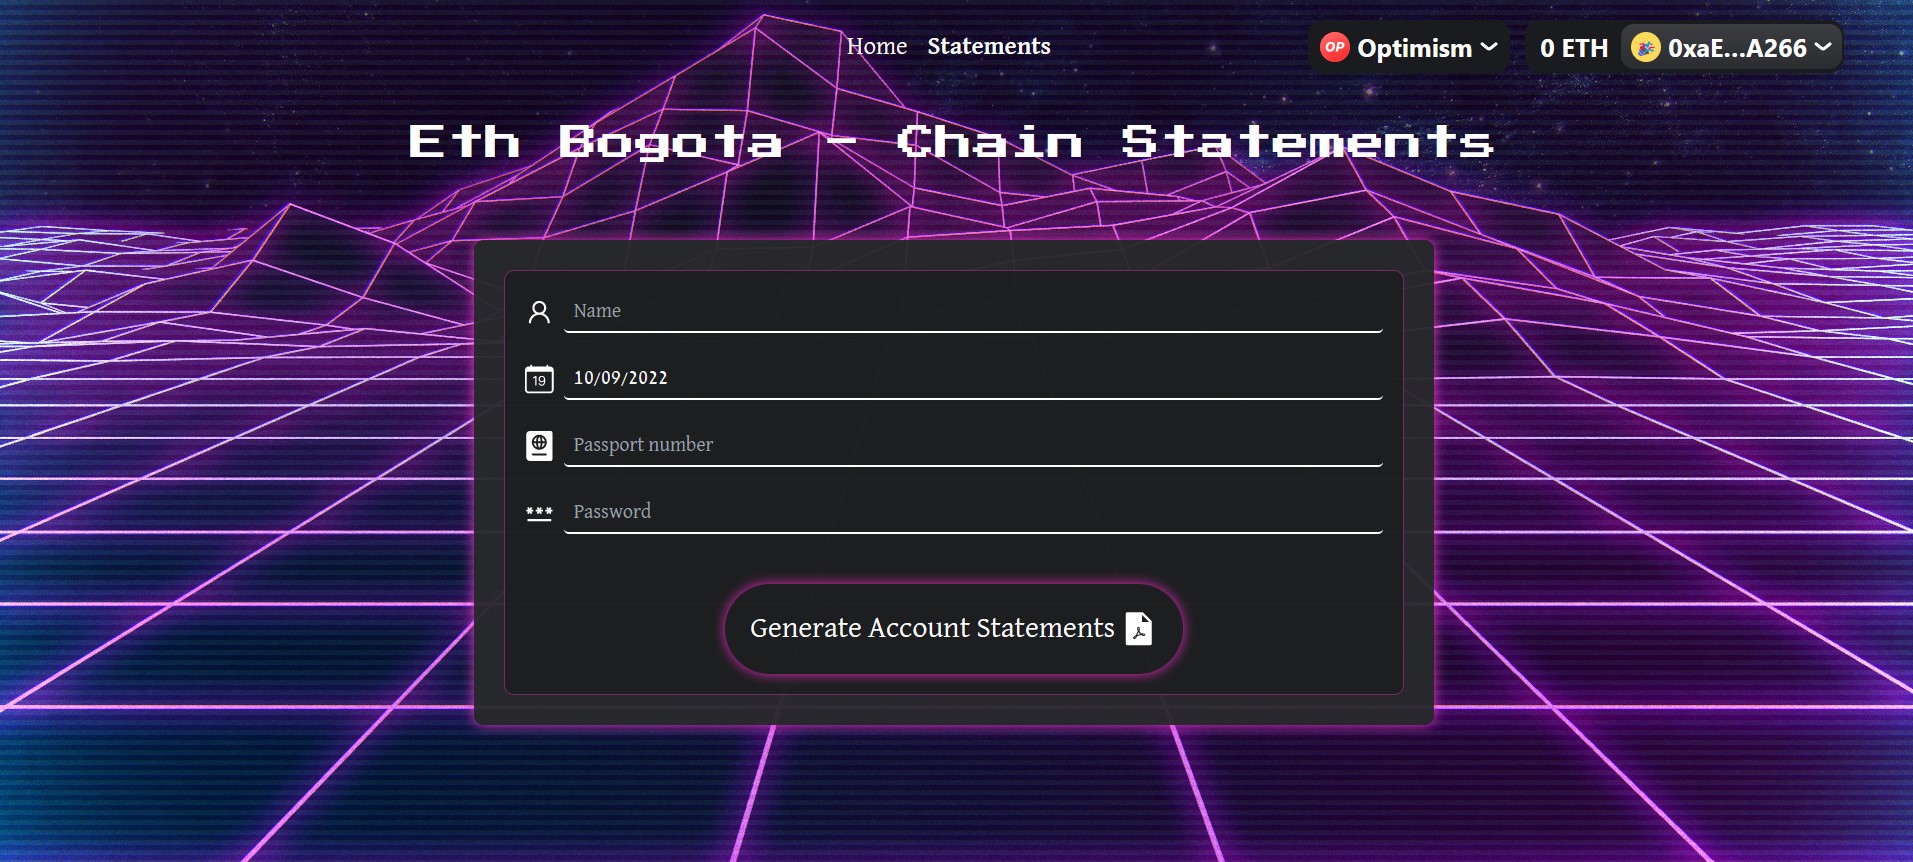 Home Statements
OP Optimism
0 ETH 0xaE...A266
Eth Bogota - Chain Statements
Name
19 10/09/2022
Passport number
*** Password
Generate Account Statements